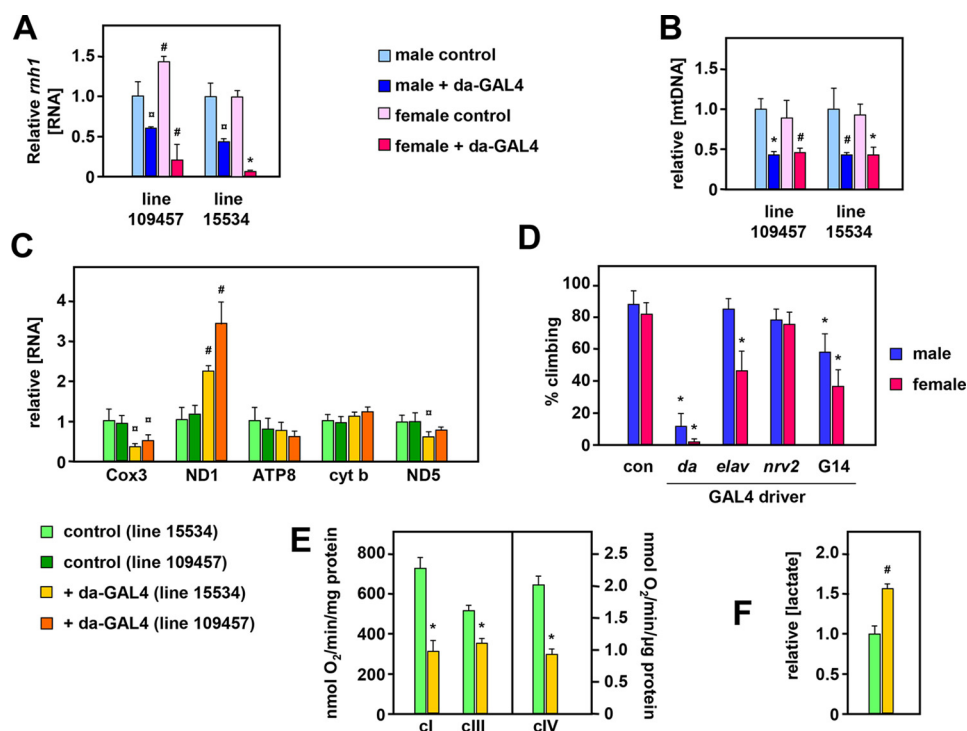 A
Relative rnh1
[RNA]
1.5
1.0
0.5
0
#
¤
#
¤
*
line
109457
line
15534
male control
male + da-GAL4
female control
female + da-GAL4
B
relative [mtDNA]
1.5
1.0
0.5
0
*
#
#
*
line
109457
line
15534
C
relative [RNA]
4
3
2
1
0
¤
¤
#
#
¤
Cox3
ND1
ATP8
cyt b
ND5
D
% climbing
100
80
60
40
20
0
*
*
*
*
*
con
da
elav
nrv2
G14
GAL4 driver
male
female
control (line 15534)
control (line 109457)
+ da-GAL4 (line 15534)
+ da-GAL4 (line 109457)
E
nmol O2/min/mg protein
800
600
400
200
0
*
*
*
cI
cIII
cIV
2.5
2.0
1.5
1.0
0.5
0
nmol O2/min/µg protein
F
relative [lactate]
2.0
1.5
1.0
0.5
0
#